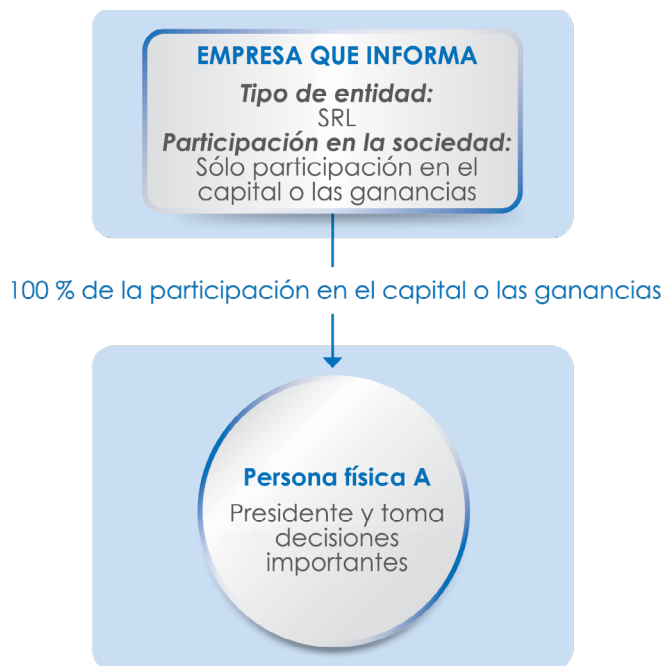 EMPRESA QUE INFORMA
Tipo de entidad:
SRL
Participación en la sociedad:
Sólo participación en el
capital o las ganancias
100 % de la participación en el capital o las ganancias
Persona física A
Presidente y toma
decisiones
importantes